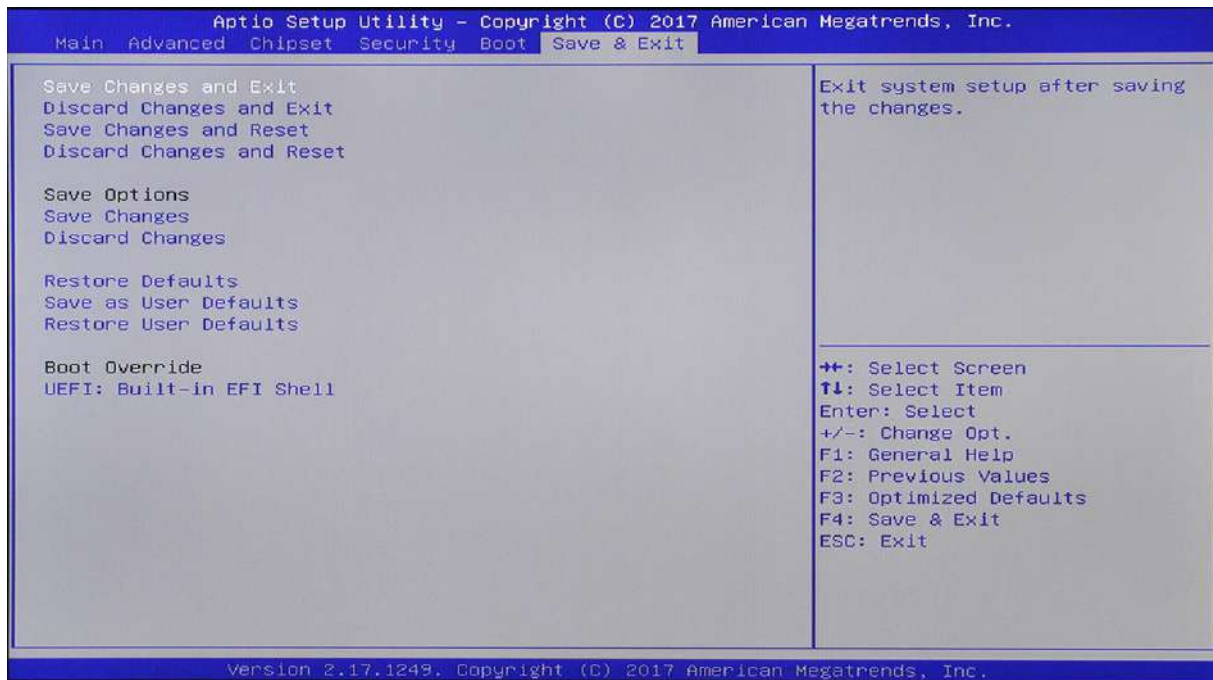 Aptio Setup Utility – Copyright (C) 2017 American Megatrends, Inc.
Main Advanced Chipset Security Boot Save & Exit
Save Changes and Exit
Discard Changes and Exit
Save Changes and Reset
Discard Changes and Reset
Save Options
Save Changes
Discard Changes
Restore Defaults
Save as User Defaults
Restore User Defaults
Boot Override
UEFI: Built-in EFI Shell
Exit system setup after saving
the changes.
→←: Select Screen
↑↓: Select Item
Enter: Select
+/-: Change Opt.
F1: General Help
F2: Previous Values
F3: Optimized Defaults
F4: Save & Exit
ESC: Exit
Version 2.17.1249. Copyright (C) 2017 American Megatrends, Inc.